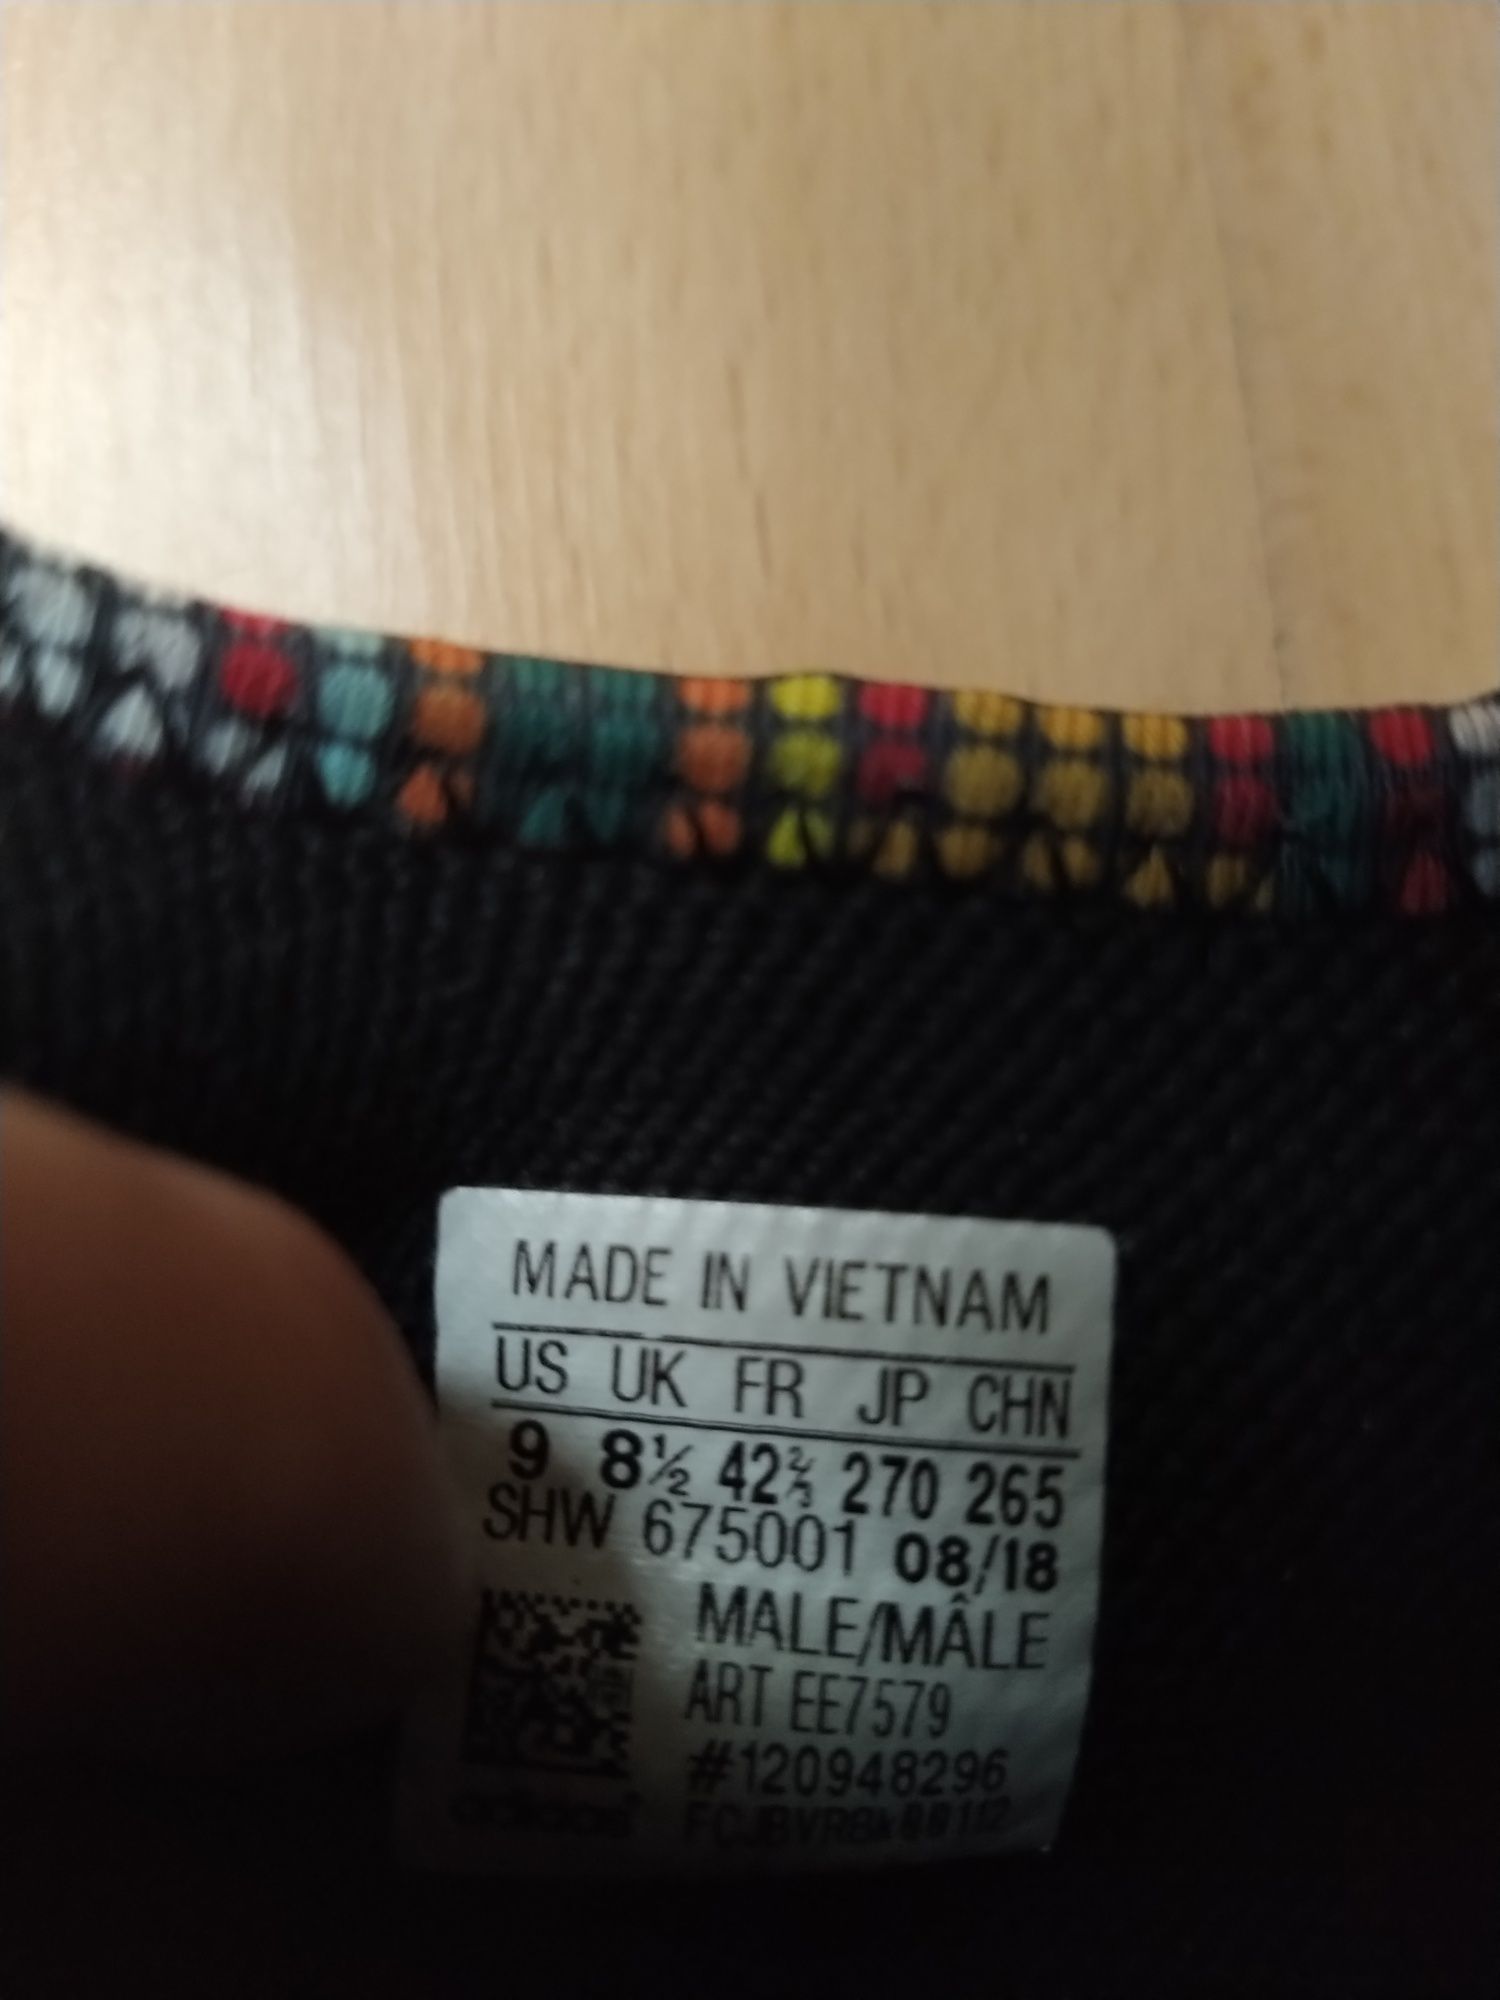 MADE IN VIETNAM
US UK FR JP CHN
9 8½ 42⅔ 270 265
SHW 675001 08/18
MALE/MÂLE
ART EE7579
#120948296
adidas